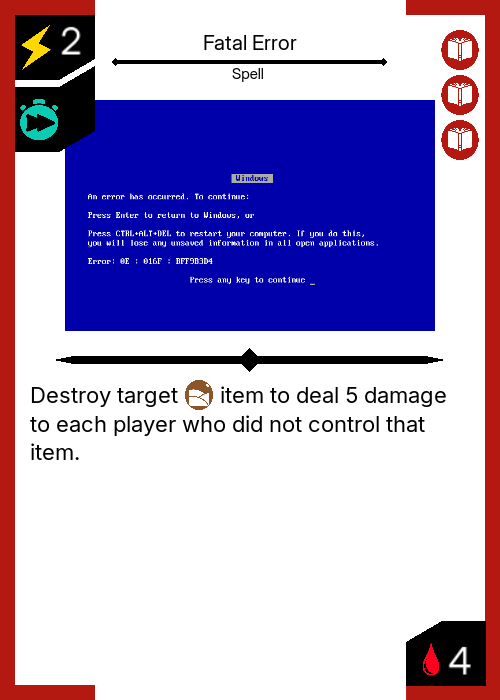 2
Fatal Error
Spell
Windows
An error has occurred. To continue:
Press Enter to return to Windows, or
Press CTRL+ALT+DEL to restart your computer. If you do this,
you will lose any unsaved information in all open applications.
Error: 0E : 016F : BFF9B3D4
Press any key to continue _
Destroy target item to deal 5 damage
to each player who did not control that
item.
4